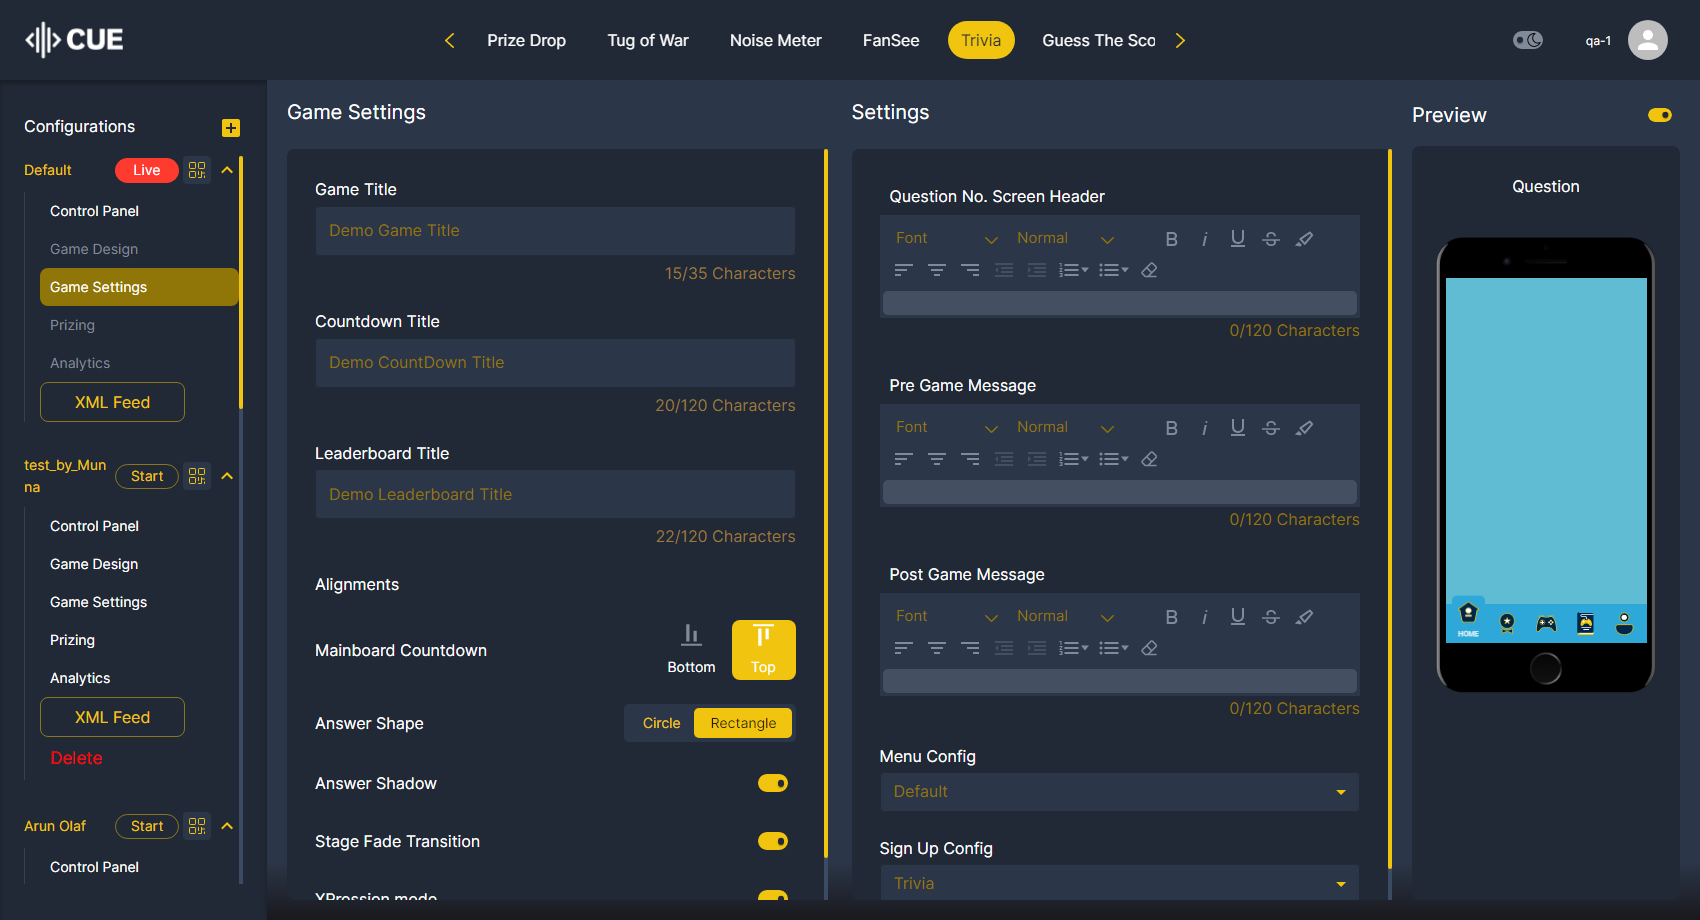 CUE
Prize Drop
Tug of War
Noise Meter
FanSee
Trivia
Guess The Sco
qa-1
Configurations
Default
Live
Control Panel
Game Design
Game Settings
Prizing
Analytics
XML Feed
test_by_Mun
na
Start
Control Panel
Game Design
Game Settings
Prizing
Analytics
XML Feed
Delete
Arun Olaf
Start
Control Panel
Game Settings
Game Title
Demo Game Title
15/35 Characters
Countdown Title
Demo CountDown Title
20/120 Characters
Leaderboard Title
Demo Leaderboard Title
22/120 Characters
Alignments
Mainboard Countdown
Bottom
Top
Answer Shape
Circle
Rectangle
Answer Shadow
Stage Fade Transition
XPression mode
Settings
Question No. Screen Header
Font
Normal
B i U S
0/120 Characters
Pre Game Message
Font
Normal
B i U S
0/120 Characters
Post Game Message
Font
Normal
B i U S
0/120 Characters
Menu Config
Default
Sign Up Config
Trivia
Preview
Question
HOME